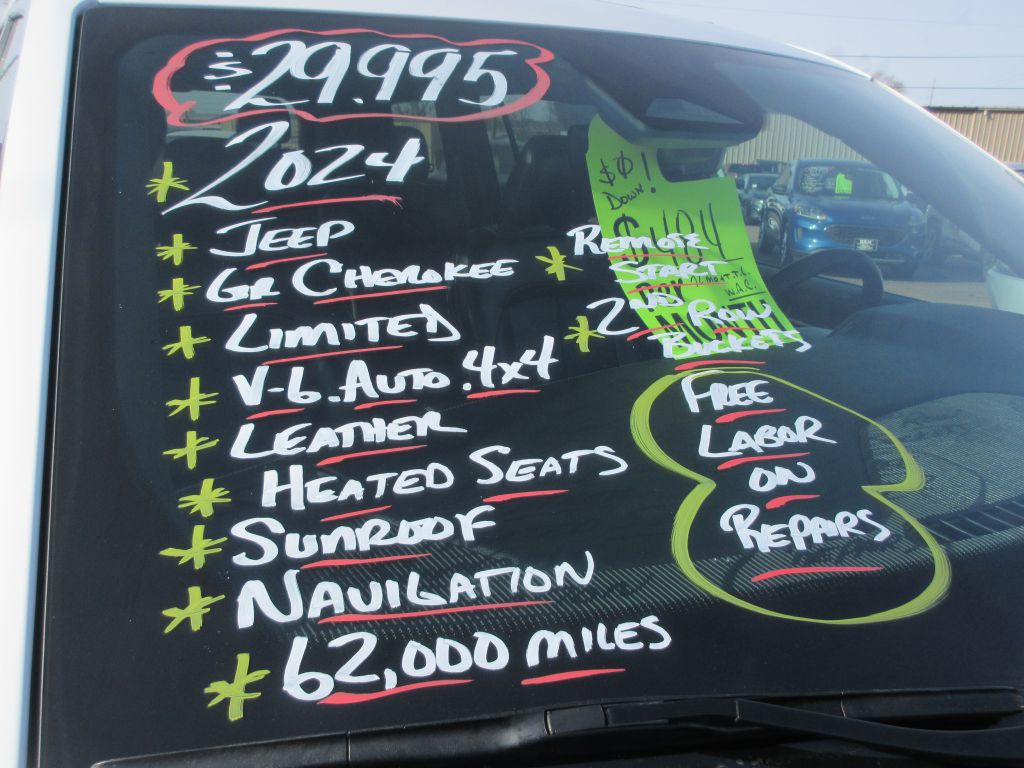 $29,995
2024
JEEP
GR CHEROKEE
LIMITED
V-6. AUTO. 4x4
LEATHER
HEATED SEATS
SUNROOF
NAVIGATION
62,000 MILES
$0!
DOWN
REMOTE
START
2ND ROW
BUCKETS
W.A.C.
FREE
LABOR
ON
REPAIRS